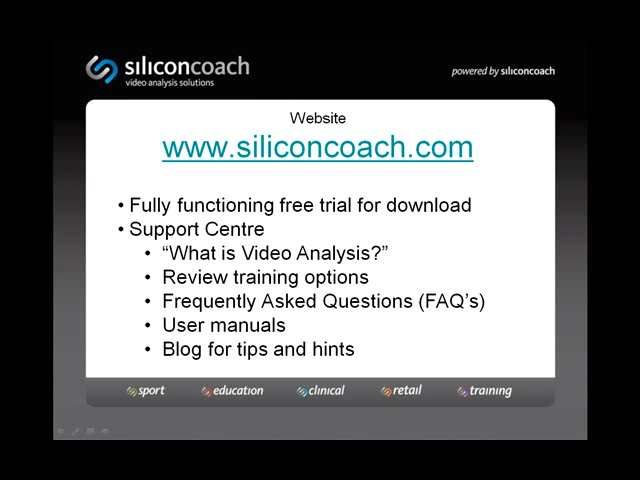 siliconcoach
video analysis solutions
powered by siliconcoach
Website
www.siliconcoach.com
• Fully functioning free trial for download
• Support Centre
• “What is Video Analysis?”
• Review training options
• Frequently Asked Questions (FAQ’s)
• User manuals
• Blog for tips and hints
sport education clinical retail training